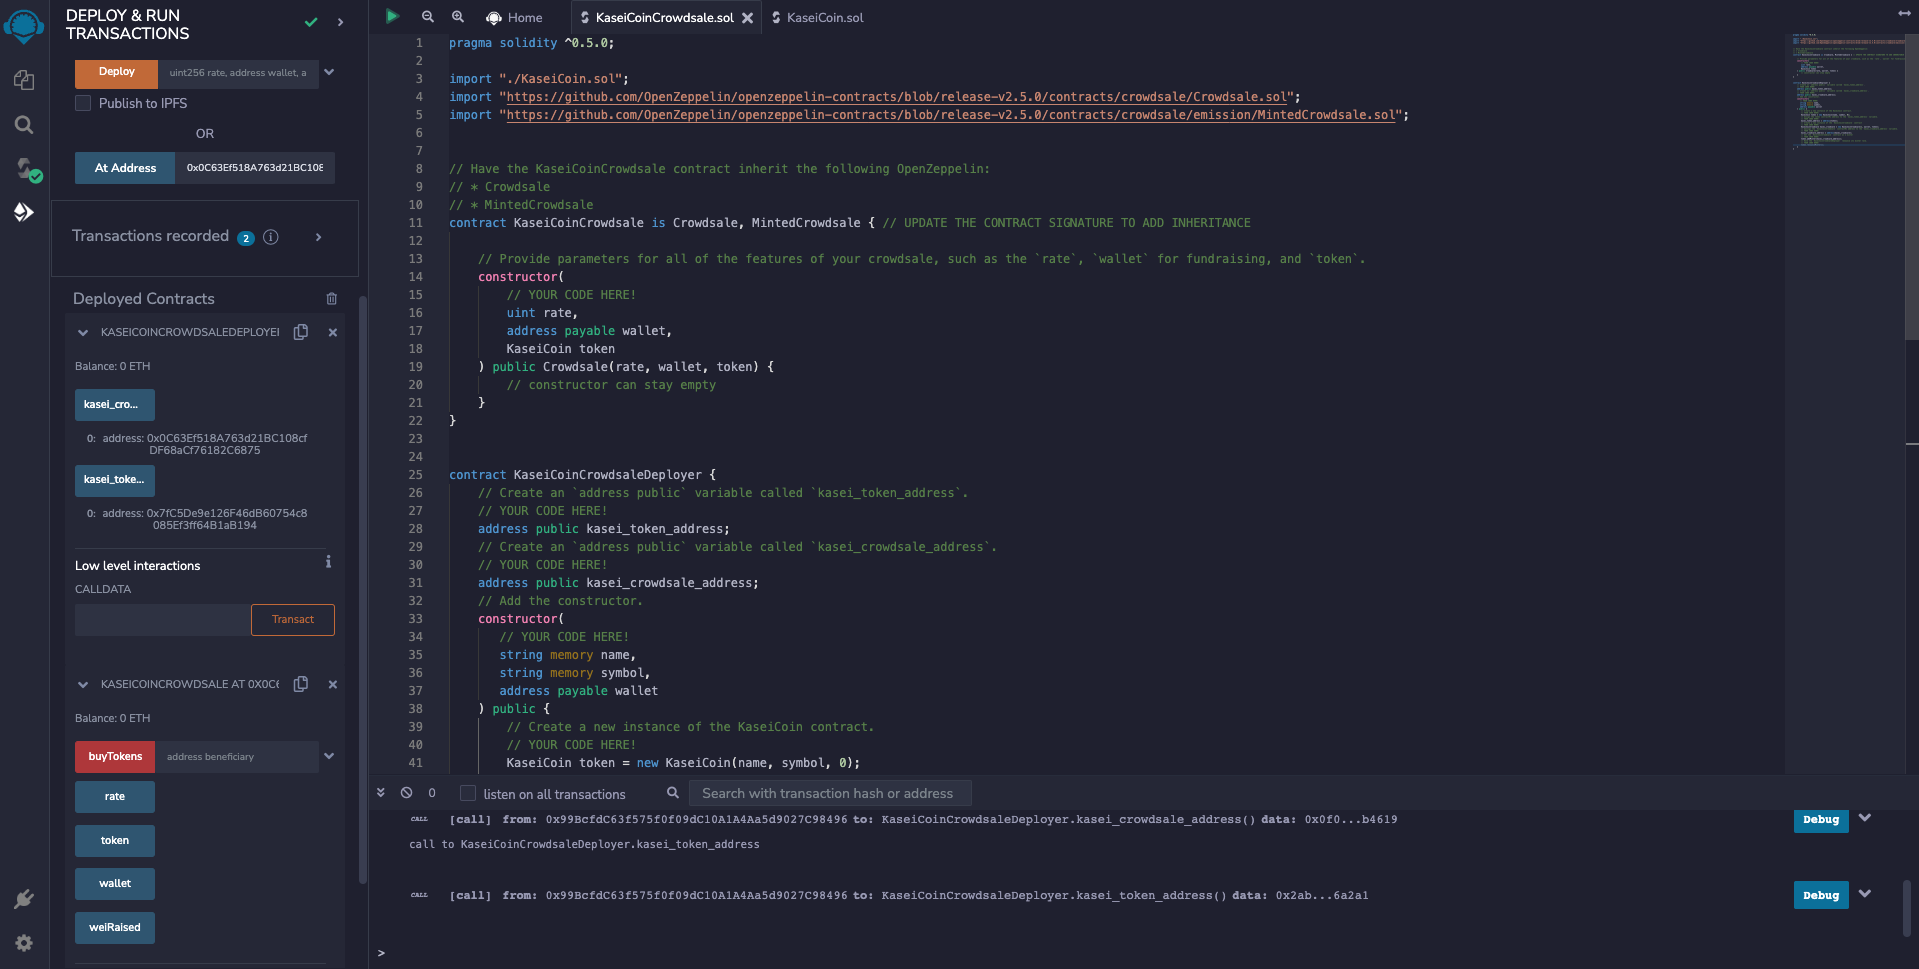 DEPLOY & RUN
TRANSACTIONS
Deploy
uint256 rate, address wallet, a
Publish to IPFS
OR
At Address
0x0C63Ef518A763d21BC108
Transactions recorded 2 i
Deployed Contracts
KASEICOINCROWDSALEDEPLOYE
Balance: 0 ETH
kasei_cro...
0: address: 0x0C63Ef518A763d21BC108cf
DF68aCf76182C6875
kasei_toke...
0: address: 0x7fC5De9e126F46dB60754c8
085Ef3ff64B1aB194
Low level interactions
i
CALLDATA
Transact
KASEICOINCROWDSALE AT 0X0C6
Balance: 0 ETH
buyTokens
address beneficiary
rate
token
wallet
weiRaised
Home
KaseiCoinCrowdsale.sol
KaseiCoin.sol
1 pragma solidity ^0.5.0;
2
3 import "./KaseiCoin.sol";
4 import "https://github.com/OpenZeppelin/openzeppelin-contracts/blob/release-v2.5.0/contracts/crowdsale/Crowdsale.sol";
5 import "https://github.com/OpenZeppelin/openzeppelin-contracts/blob/release-v2.5.0/contracts/crowdsale/emission/MintedCrowdsale.sol";
6
7
8 // Have the KaseiCoinCrowdsale contract inherit the following OpenZeppelin:
9 // * Crowdsale
10 // * MintedCrowdsale
11 contract KaseiCoinCrowdsale is Crowdsale, MintedCrowdsale { // UPDATE THE CONTRACT SIGNATURE TO ADD INHERITANCE
12
13 // Provide parameters for all of the features of your crowdsale, such as the `rate`, `wallet` for fundraising, and `token`.
14 constructor(
15 // YOUR CODE HERE!
16 uint rate,
17 address payable wallet,
18 KaseiCoin token
19 ) public Crowdsale(rate, wallet, token) {
20 // constructor can stay empty
21 }
22 }
23
24
25 contract KaseiCoinCrowdsaleDeployer {
26 // Create an `address public` variable called `kasei_token_address`.
27 // YOUR CODE HERE!
28 address public kasei_token_address;
29 // Create an `address public` variable called `kasei_crowdsale_address`.
30 // YOUR CODE HERE!
31 address public kasei_crowdsale_address;
32 // Add the constructor.
33 constructor(
34 // YOUR CODE HERE!
35 string memory name,
36 string memory symbol,
37 address payable wallet
38 ) public {
39 // Create a new instance of the KaseiCoin contract.
40 // YOUR CODE HERE!
41 KaseiCoin token = new KaseiCoin(name, symbol, 0);
0
listen on all transactions
Search with transaction hash or address
CALL [call] from: 0x99BcfdC63f575f0f09dC10A1A4Aa5d9027C98496 to: KaseiCoinCrowdsaleDeployer.kasei_crowdsale_address() data: 0x0f0...b4619
Debug
call to KaseiCoinCrowdsaleDeployer.kasei_token_address
CALL [call] from: 0x99BcfdC63f575f0f09dC10A1A4Aa5d9027C98496 to: KaseiCoinCrowdsaleDeployer.kasei_token_address() data: 0x2ab...6a2a1
Debug
>